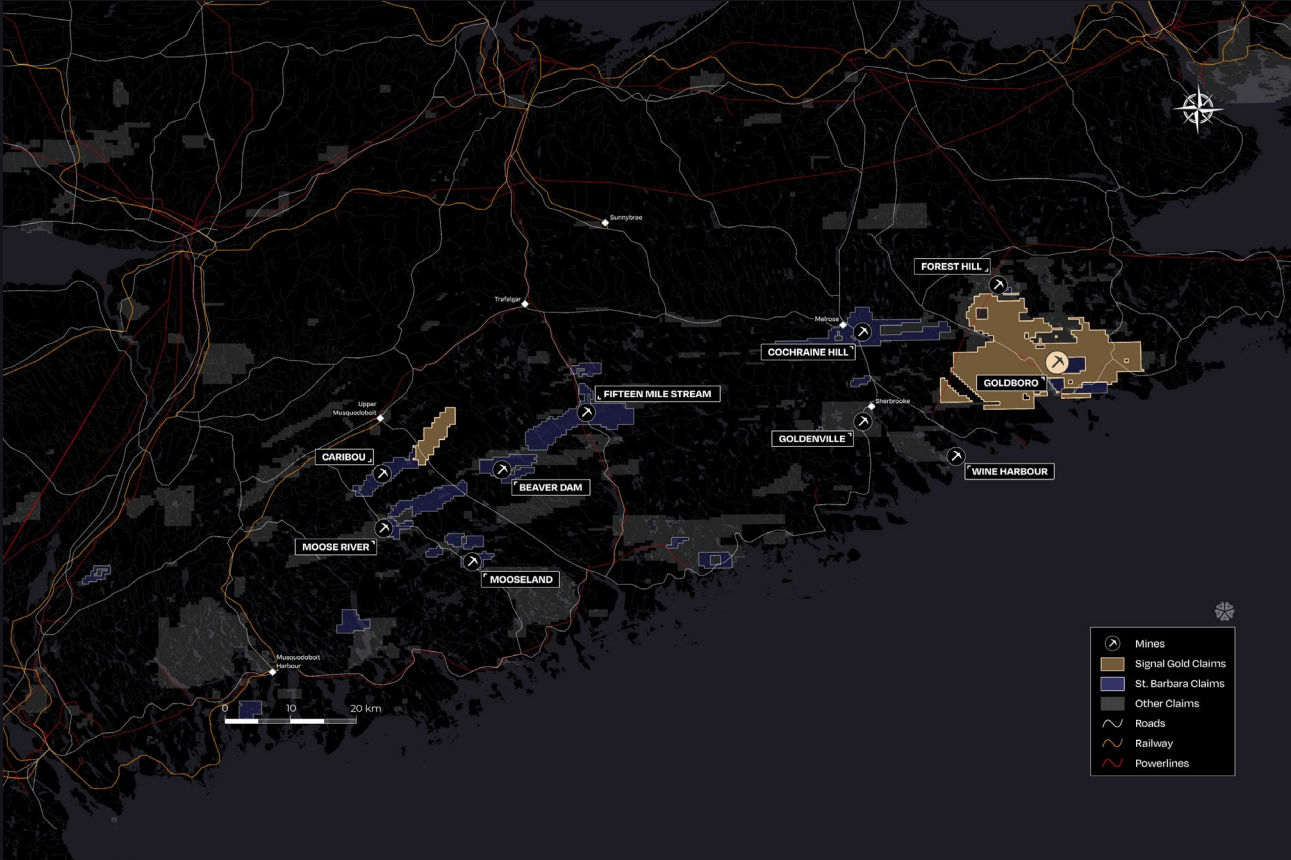 Sunnybrae
FOREST HILL
Trafalgar
Melrose
COCHRAINE HILL
GOLDBORO
FIFTEEN MILE STREAM
Upper
Musquodoboit
Sherbrooke
GOLDENVILLE
CARIBOU
WINE HARBOUR
BEAVER DAM
MOOSE RIVER
MOOSELAND
Musquodoboit
Harbour
0 10 20 km
Mines
Signal Gold Claims
St. Barbara Claims
Other Claims
Roads
Railway
Powerlines